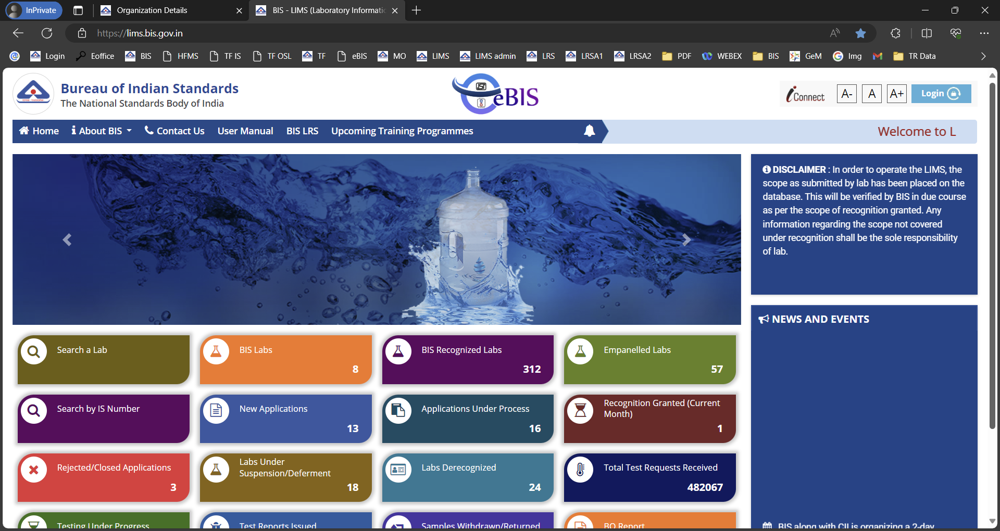 InPrivate
Organization Details
BIS - LIMS (Laboratory Informatic
https://lims.bis.gov.in
Login
Eoffice
BIS
HFMS
TF IS
TF OSL
TF
eBIS
MO
LIMS
LIMS admin
LRS
LRSA1
LRSA2
PDF
WEBEX
BIS
GeM
Img
TR Data
Bureau of Indian Standards
The National Standards Body of India
eBIS
iConnect
A-
A
A+
Login
Home
About BIS
Contact Us
User Manual
BIS LRS
Upcoming Training Programmes
Welcome to L
DISCLAIMER : In order to operate the LIMS, the
scope as submitted by lab has been placed on the
database. This will be verified by BIS in due course
as per the scope of recognition granted. Any
information regarding the scope not covered
under recognition shall be the sole responsibility
of lab.
NEWS AND EVENTS
Search a Lab
BIS Labs
8
BIS Recognized Labs
312
Empanelled Labs
57
Search by IS Number
New Applications
13
Applications Under Process
16
Recognition Granted (Current
Month)
1
Rejected/Closed Applications
3
Labs Under
Suspension/Deferment
18
Labs Derecognized
24
Total Test Requests Received
482067
Testing Under Progress
Test Reports Issued
Samples Withdrawn/Returned
BO Report
BIS along with CII is organizing a 2-day